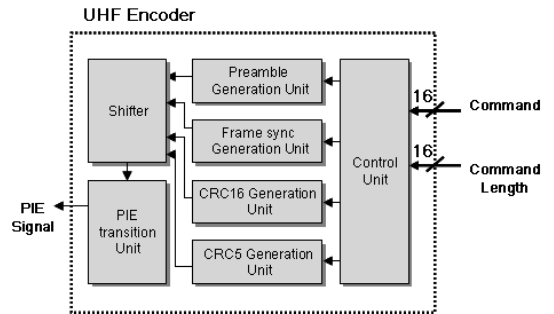 UHF Encoder
Preamble
Generation Unit
Shifter
Frame sync
Generation Unit
CRC16 Generation
Unit
CRC5 Generation
Unit
PIE
transition
Unit
Control
Unit
16
Command
16
Command
Length
PIE
Signal